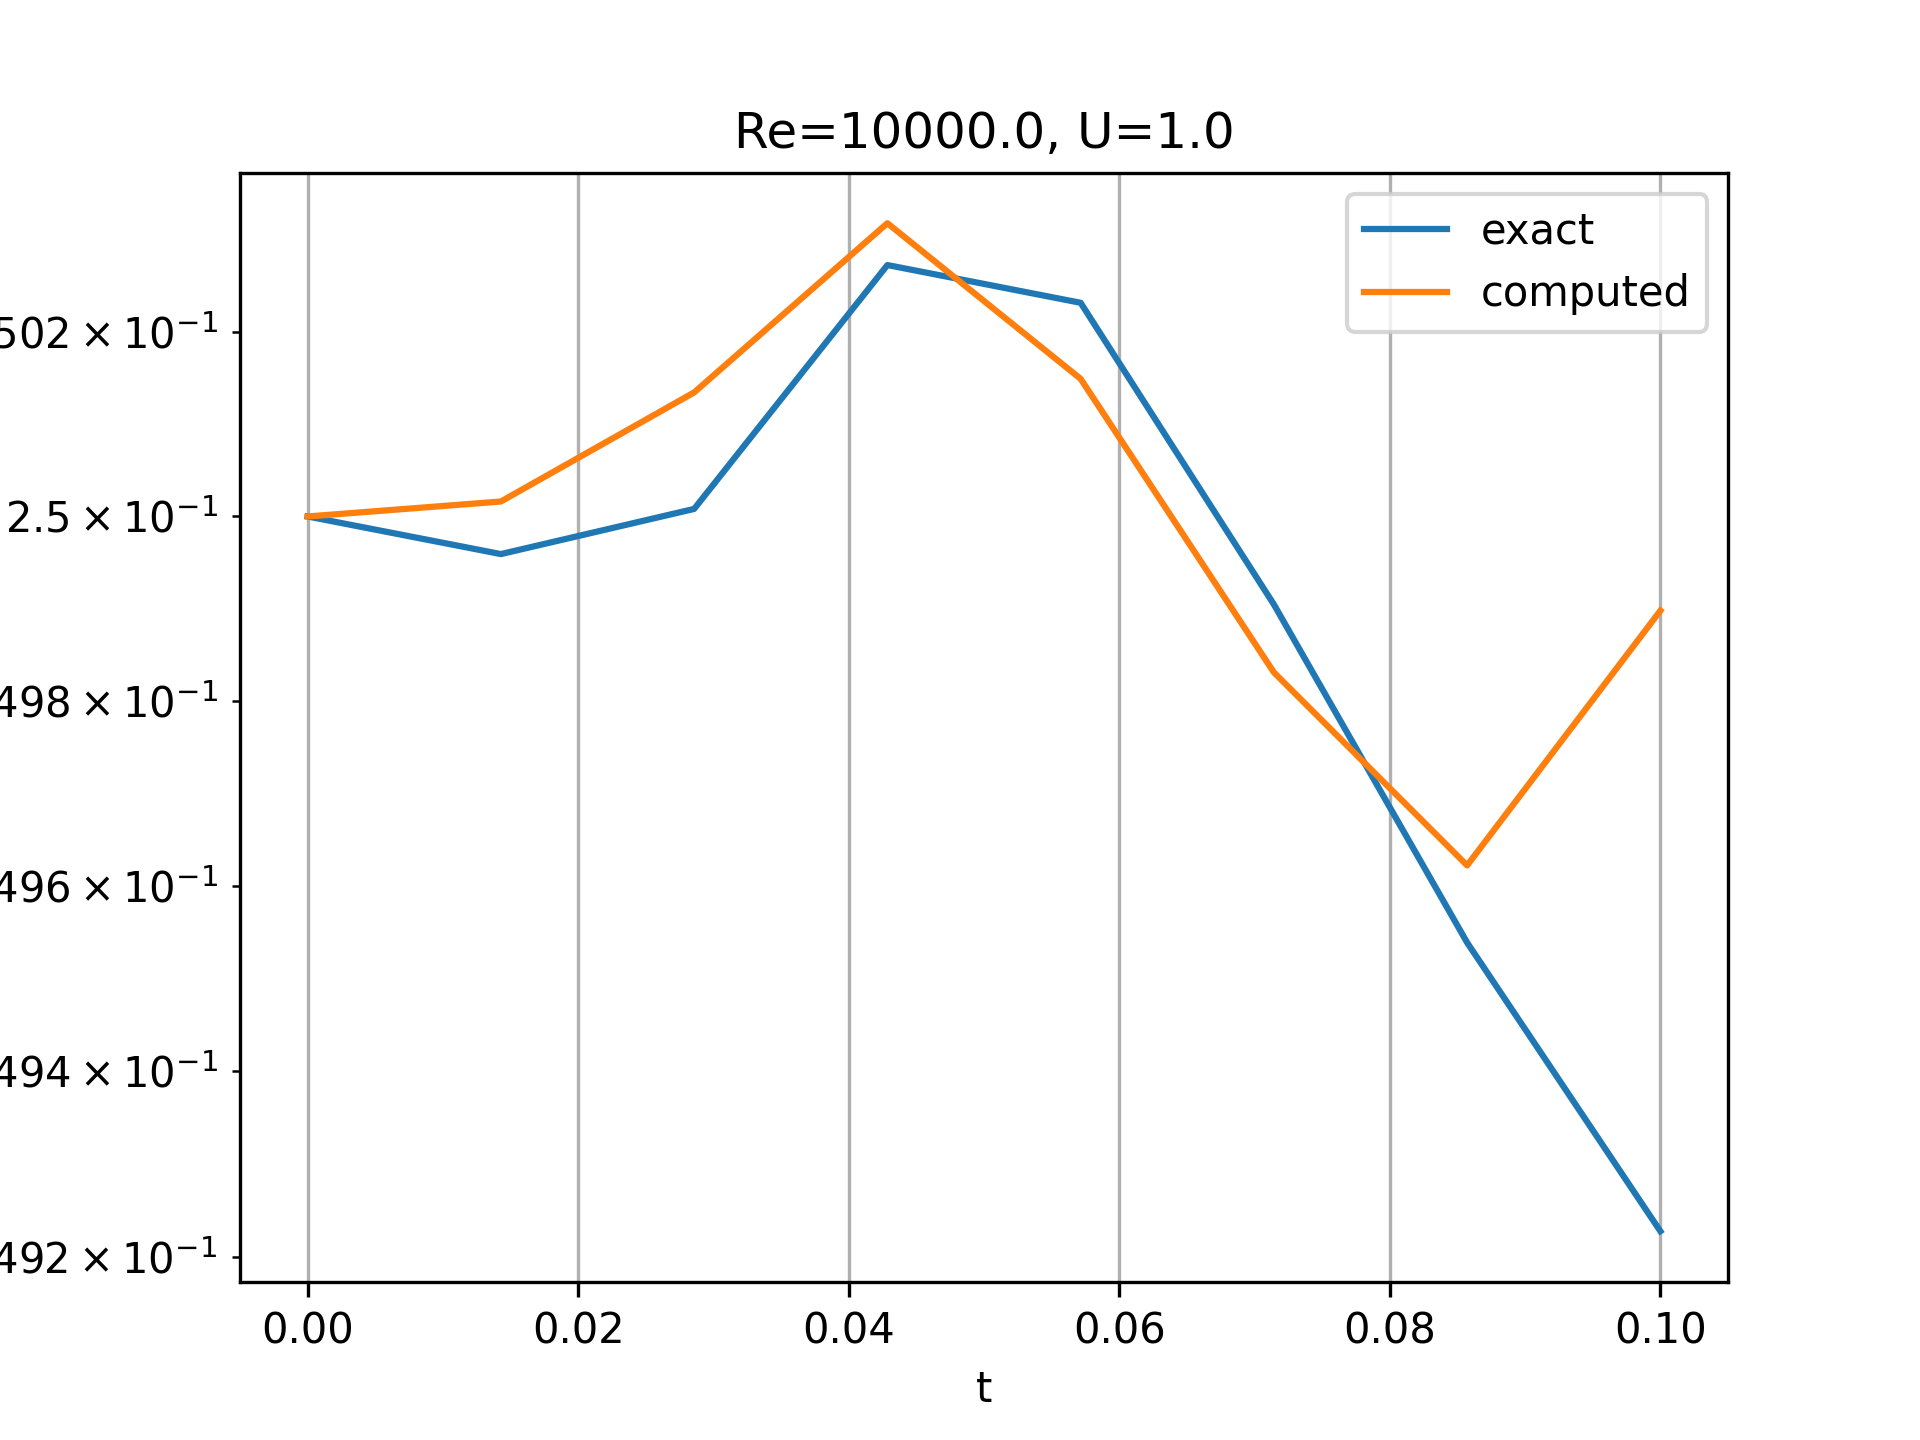 Re=10000.0, U=1.0
exact
computed
502 × 10⁻¹
2.5 × 10⁻¹
498 × 10⁻¹
496 × 10⁻¹
494 × 10⁻¹
492 × 10⁻¹
0.00 0.02 0.04 0.06 0.08 0.10
t